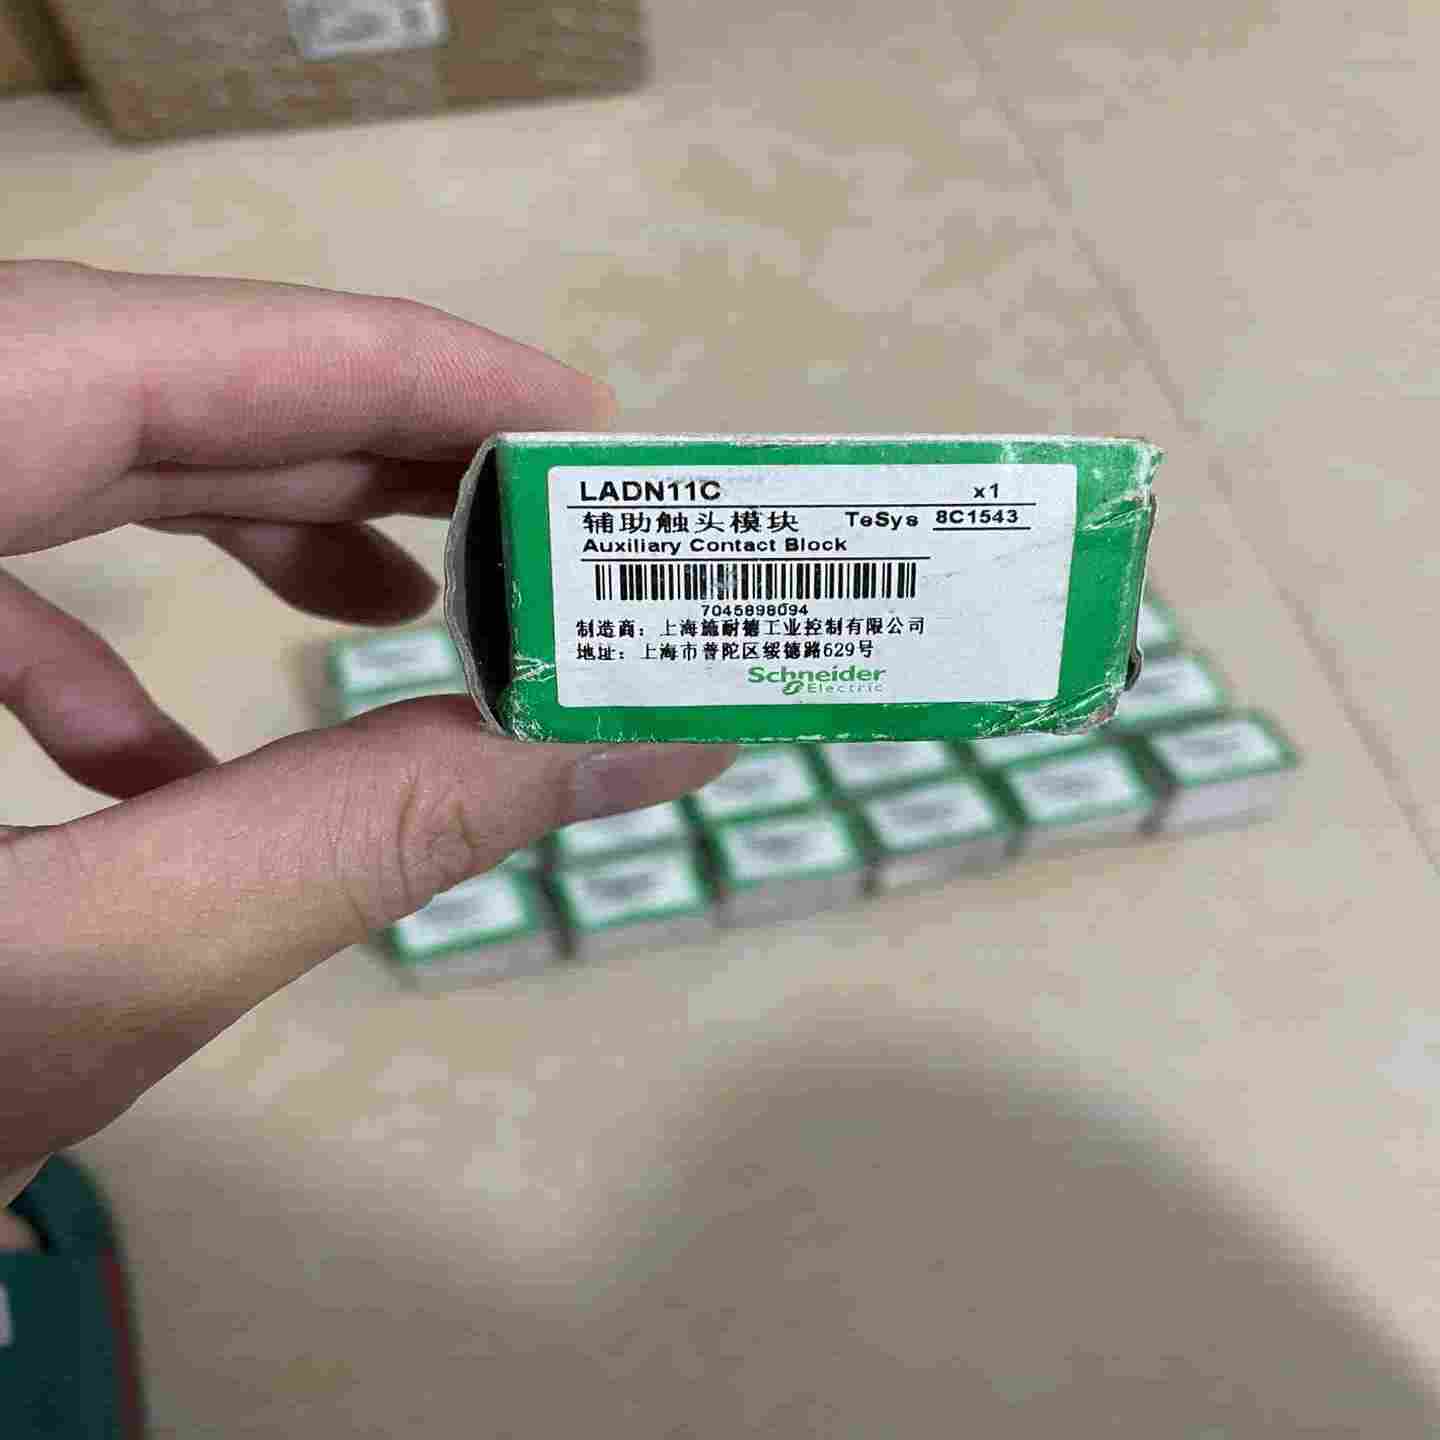 LADN11C x1
辅助触头模块 TeSys 8C1543
Auxiliary Contact Block
7045898094
制造商：上海施耐德工业控制有限公司
地址：上海市普陀区绥德路629号
Schneider
Electric